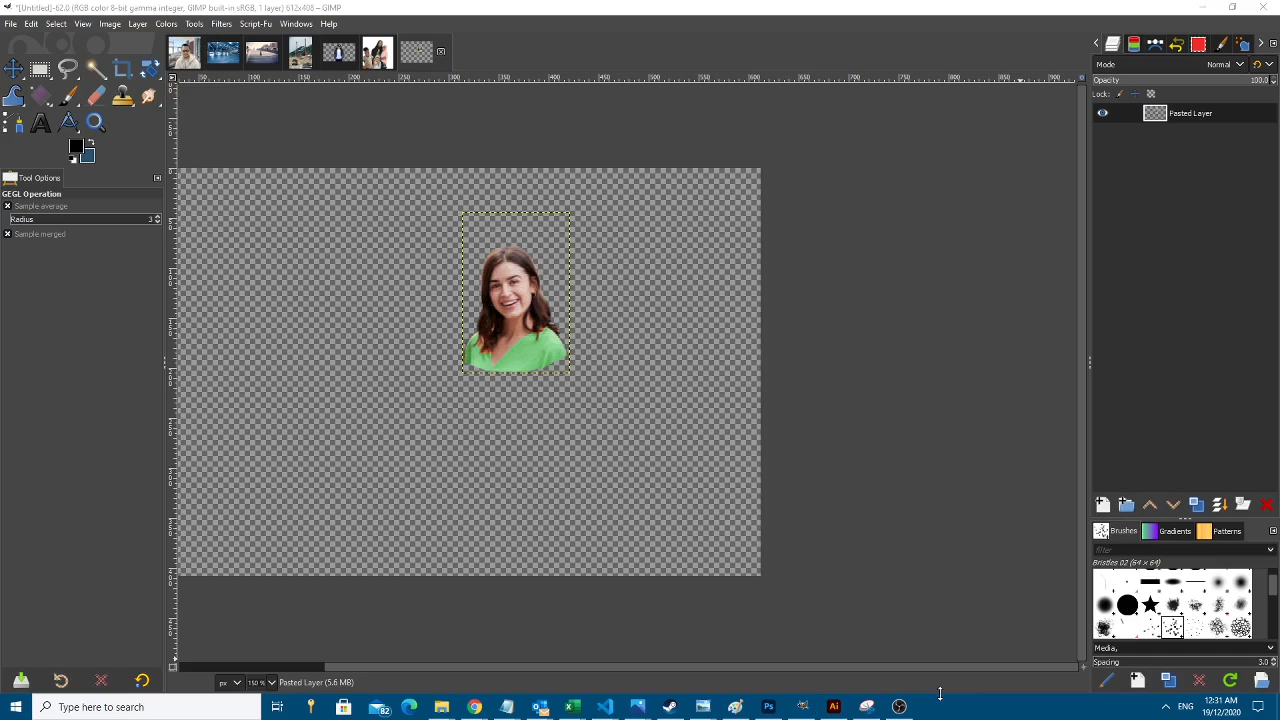 *[Untitled]-62.0 (RGB color 8-bit gamma integer, GIMP built-in sRGB, 1 layer) 612x408 – GIMP
File Edit Select View Image Layer Colors Tools Filters Script-Fu Windows Help
Mode Normal
Opacity 100.0
Lock:
Pasted Layer
Tool Options
GEGL Operation
Sample average
Radius 3
Sample merged
Brushes Gradients Patterns
filter
Bristles 02 (64 × 64)
Media,
Spacing 3.0
px 150 % Pasted Layer (5.6 MB)
Type here to search
82
Ps
Ai
ENG
12:31 AM
19/12/2020